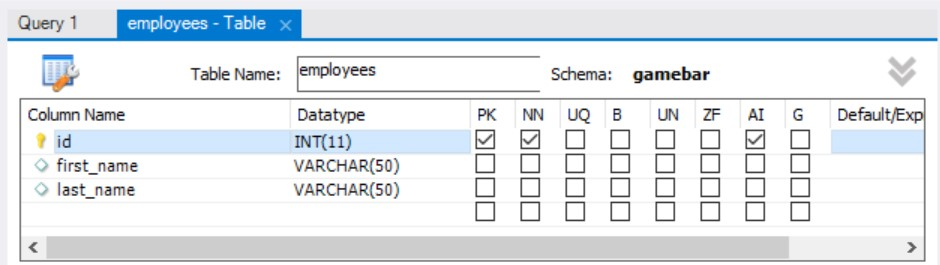 Query 1 employees - Table ×
Table Name: employees Schema: gamebar
Column Name Datatype PK NN UQ B UN ZF AI G Default/Exp
id INT(11)
first_name VARCHAR(50)
last_name VARCHAR(50)